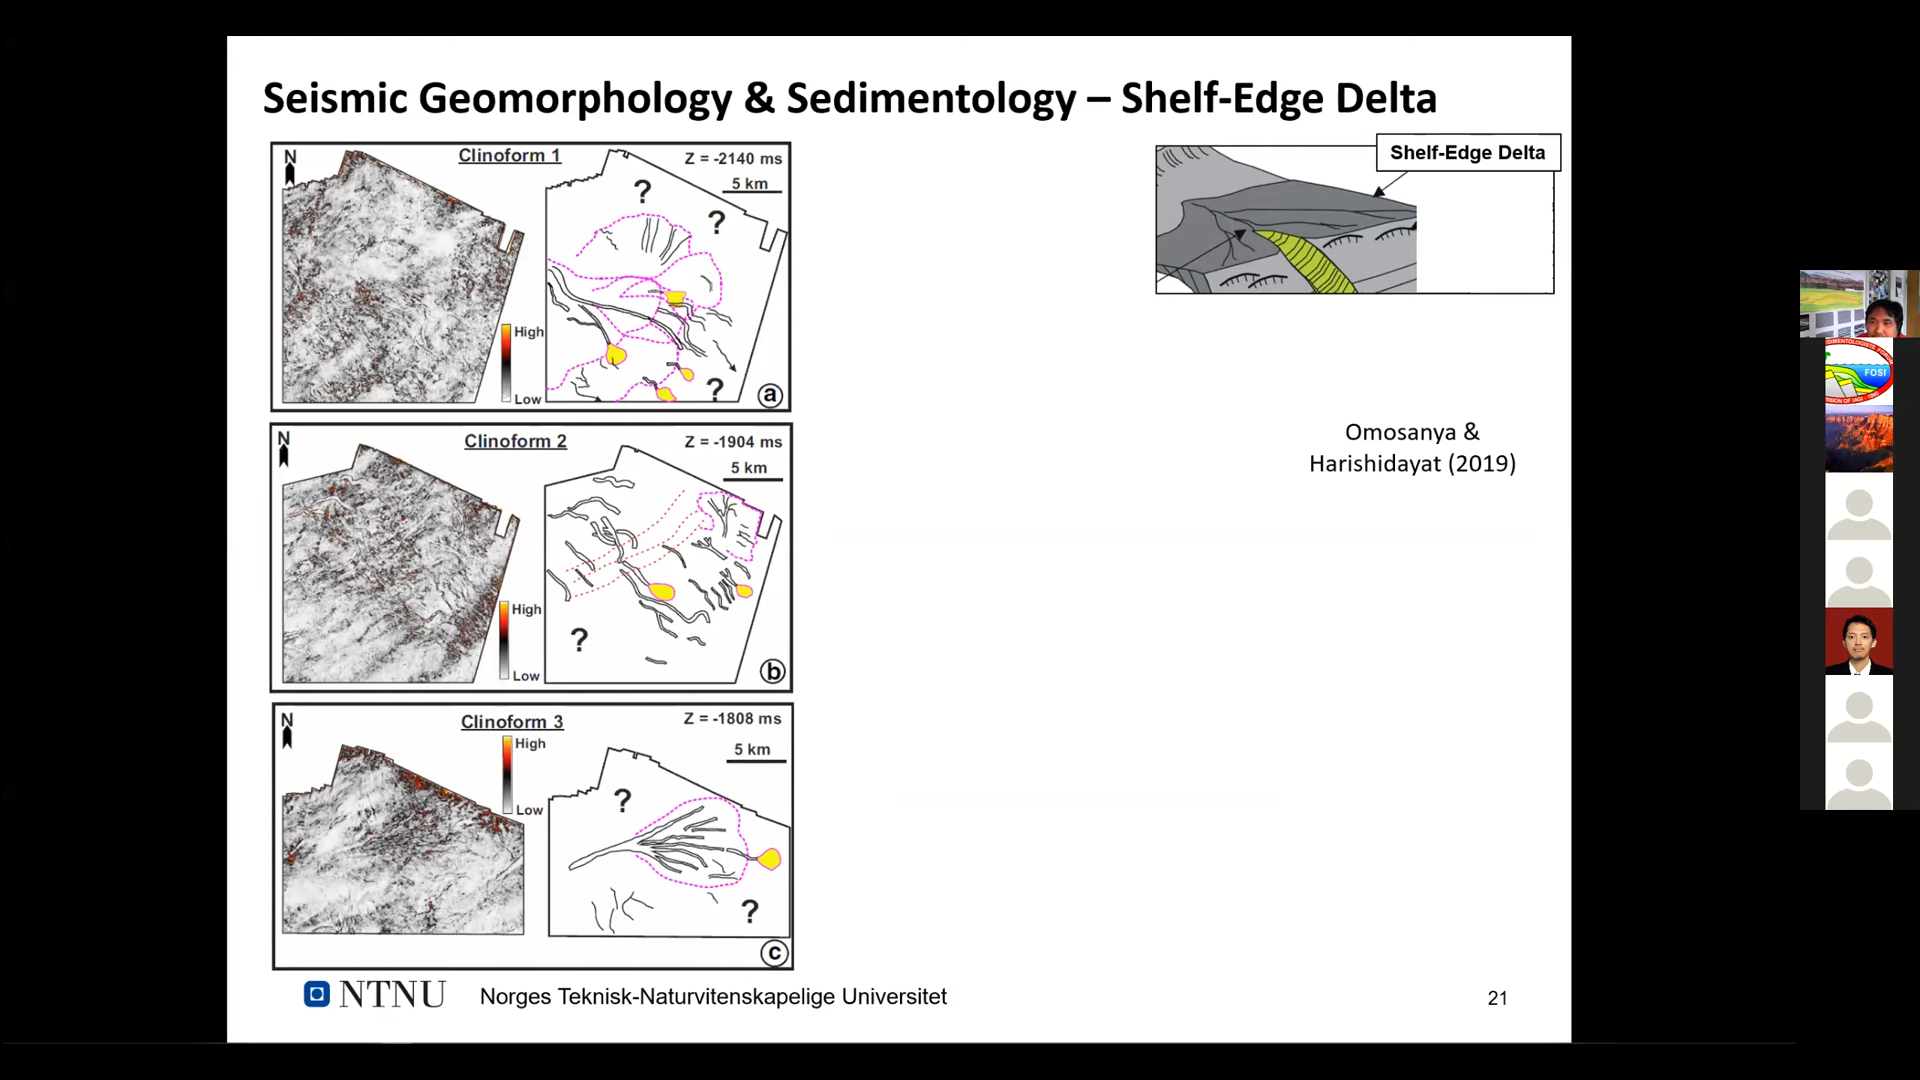 Seismic Geomorphology & Sedimentology – Shelf-Edge Delta
N
Clinoform 1
Z = -2140 ms
5 km
?
?
High
Low
?
a
Shelf-Edge Delta
Omosanya &
Harishidayat (2019)
N
Clinoform 2
Z = -1904 ms
5 km
High
Low
?
b
N
Clinoform 3
Z = -1808 ms
5 km
High
Low
?
?
c
NTNU
Norges Teknisk-Naturvitenskapelige Universitet
21
FOSI